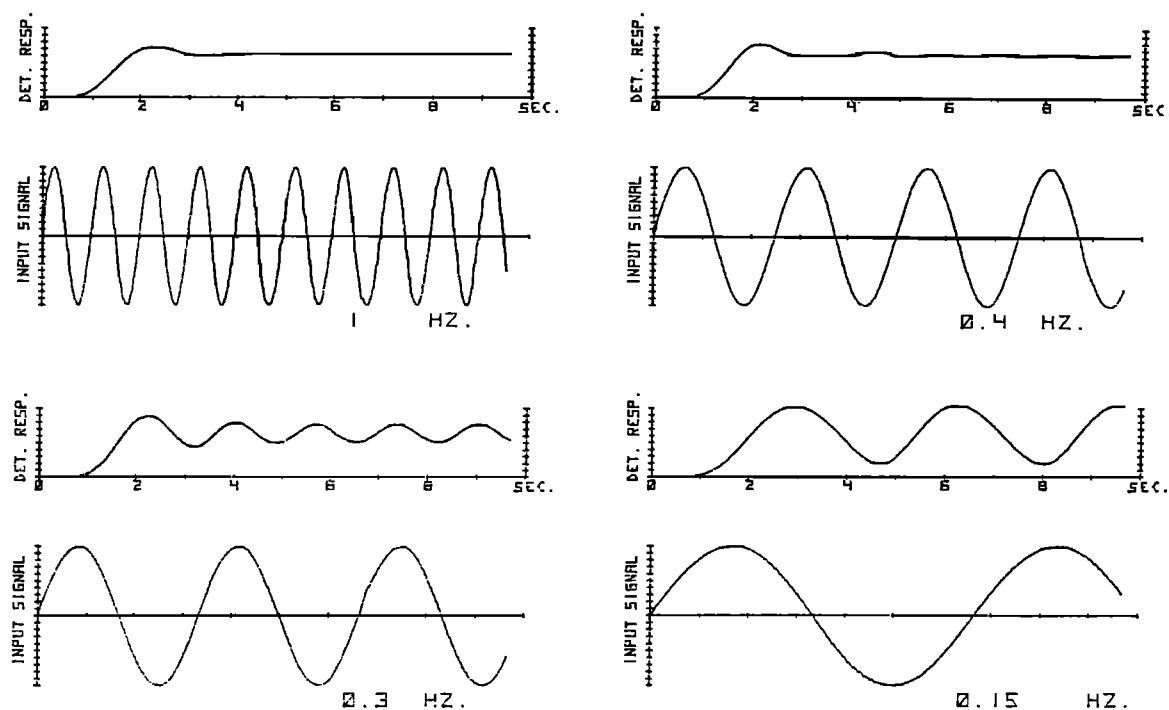 DET. RESP.
0 2 4 6 8 SEC.
INPUT SIGNAL
1 HZ.
DET. RESP.
0 2 4 6 8 SEC.
INPUT SIGNAL
0.4 HZ.
DET. RESP.
0 2 4 6 8 SEC.
INPUT SIGNAL
0.3 HZ.
DET. RESP.
0 2 4 6 8 SEC.
INPUT SIGNAL
0.15 HZ.